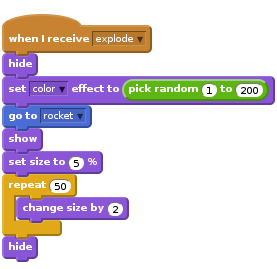 when I receive explode
hide
set color effect to pick random 1 to 200
go to rocket
show
set size to 5 %
repeat 50
change size by 2
hide